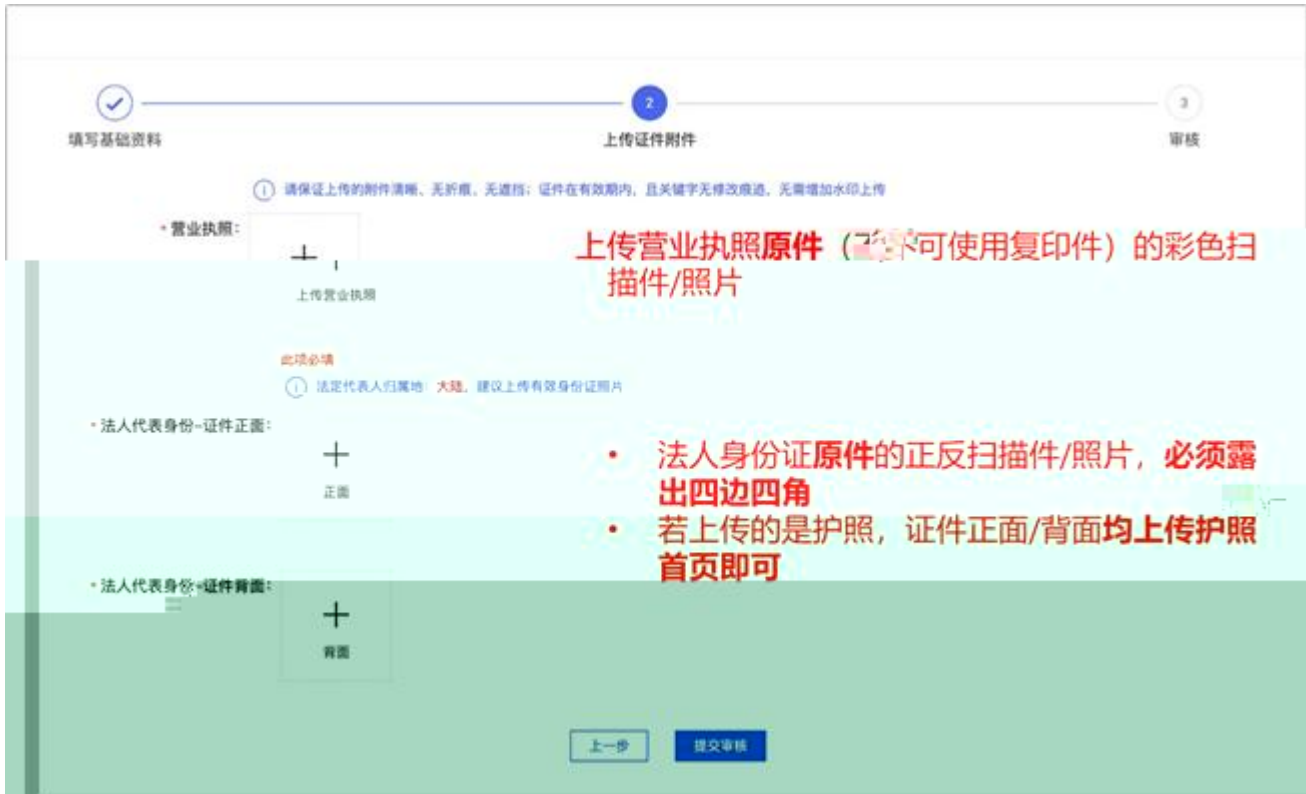 2
3
填写基础资料
上传证件附件
审核
请保证上传的附件清晰、无折痕、无遮挡；证件在有效期内，且关键字无修改痕迹，无需增加水印上传
*营业执照：
上传营业执照原件（不可使用复印件）的彩色扫
描件/照片
上传营业执照
此项必填
法定代表人归属地：大陆，建议上传有效身份证照片
*法人代表身份-证件正面：
正面
• 法人身份证原件的正反扫描件/照片，必须露
出四边四角
• 若上传的是护照，证件正面/背面均上传护照
首页即可
*法人代表身份-证件背面：
背面
上一步
提交审核